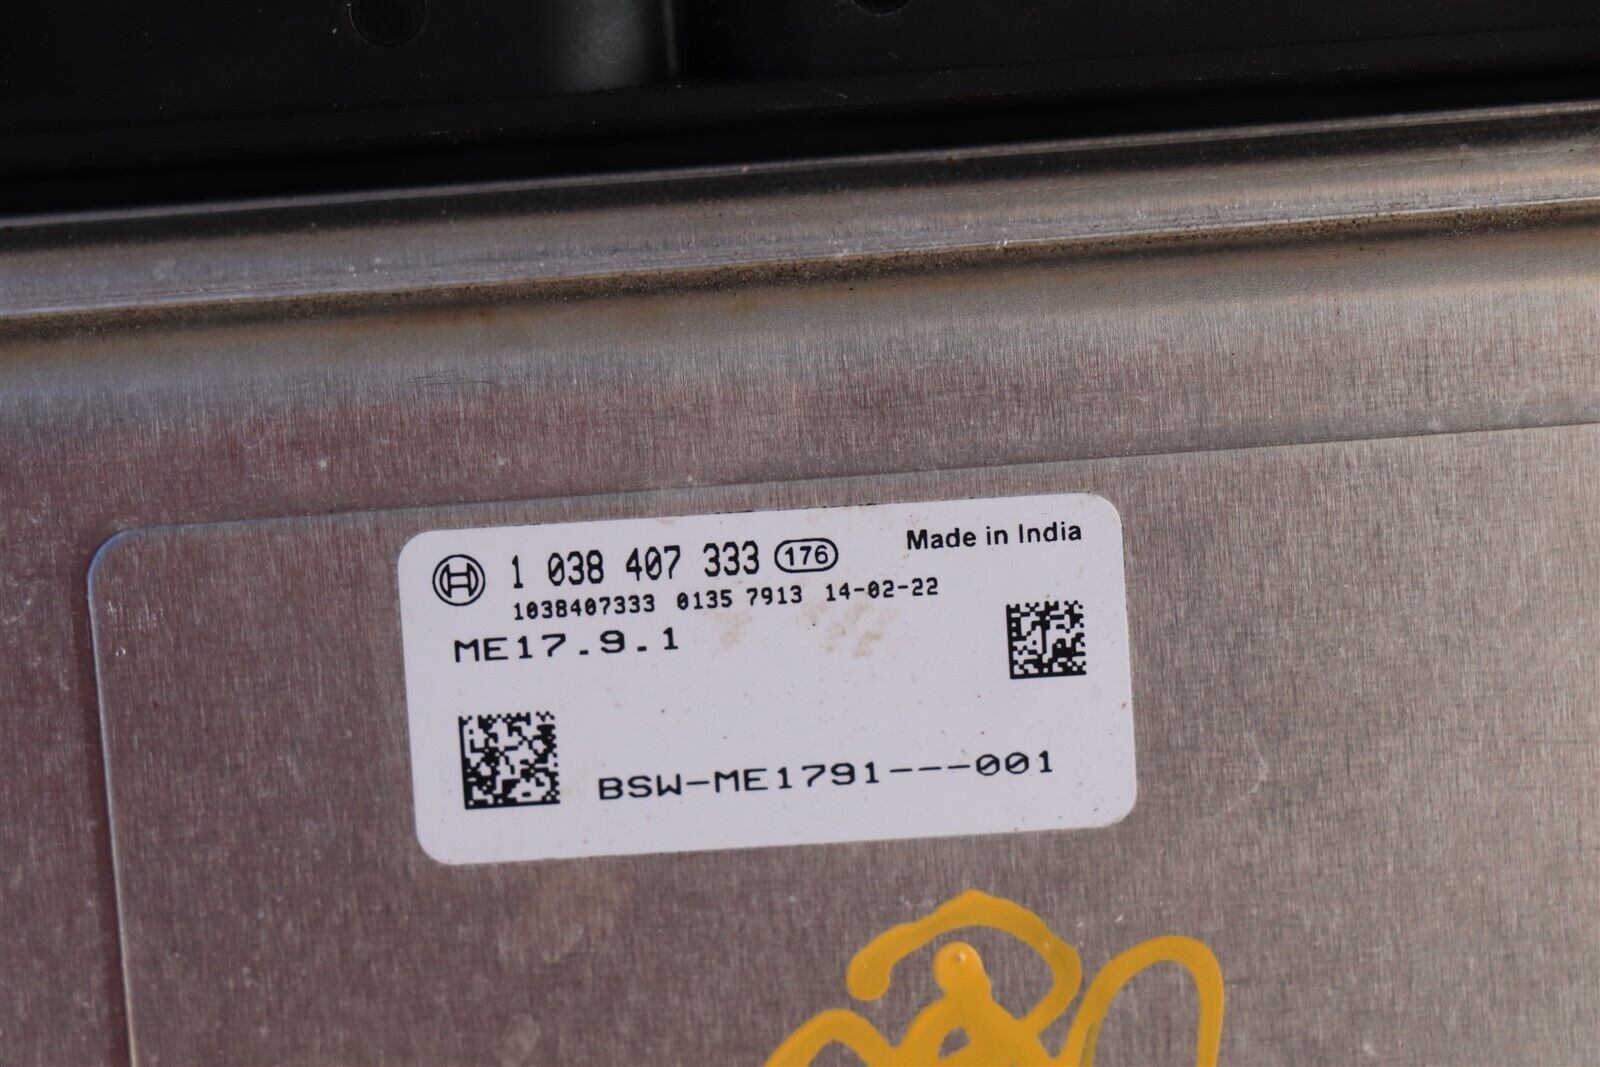 1 038 407 333 176 Made in India
1038407333 0135 7913 14-02-22
ME17.9.1
BSW-ME1791---001